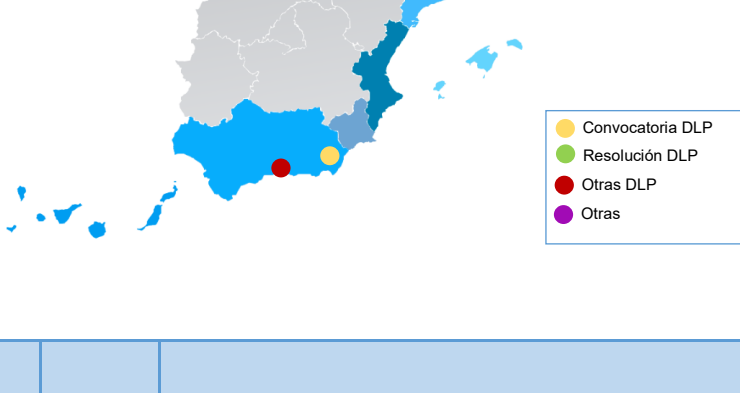 Convocatoria DLP
Resolución DLP
Otras DLP
Otras